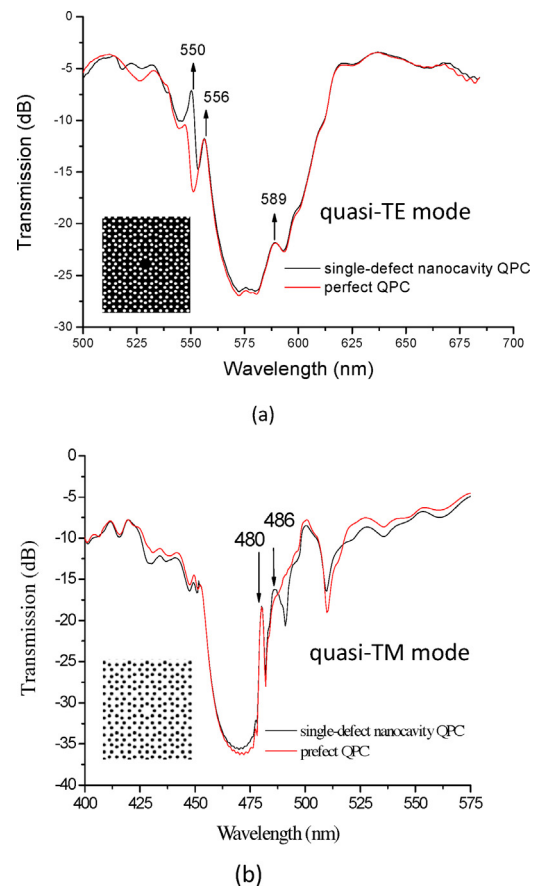 0
-5
-10
-15
-20
-25
-30
Transmission (dB)
550
556
589
quasi-TE mode
single-defect nanocavity QPC
perfect QPC
500 525 550 575 600 625 650 675 700
Wavelength (nm)
(a)
0
-5
-10
-15
-20
-25
-30
-35
-40
Transmission (dB)
480
486
quasi-TM mode
single-defect nanocavity QPC
prefect QPC
400 425 450 475 500 525 550 575
Wavelength (nm)
(b)